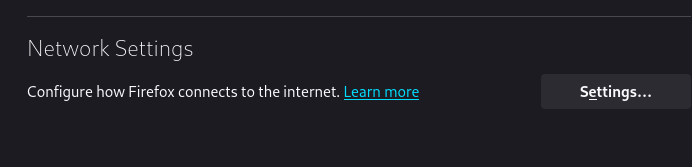 Network Settings
Configure how Firefox connects to the internet. Learn more
Settings...